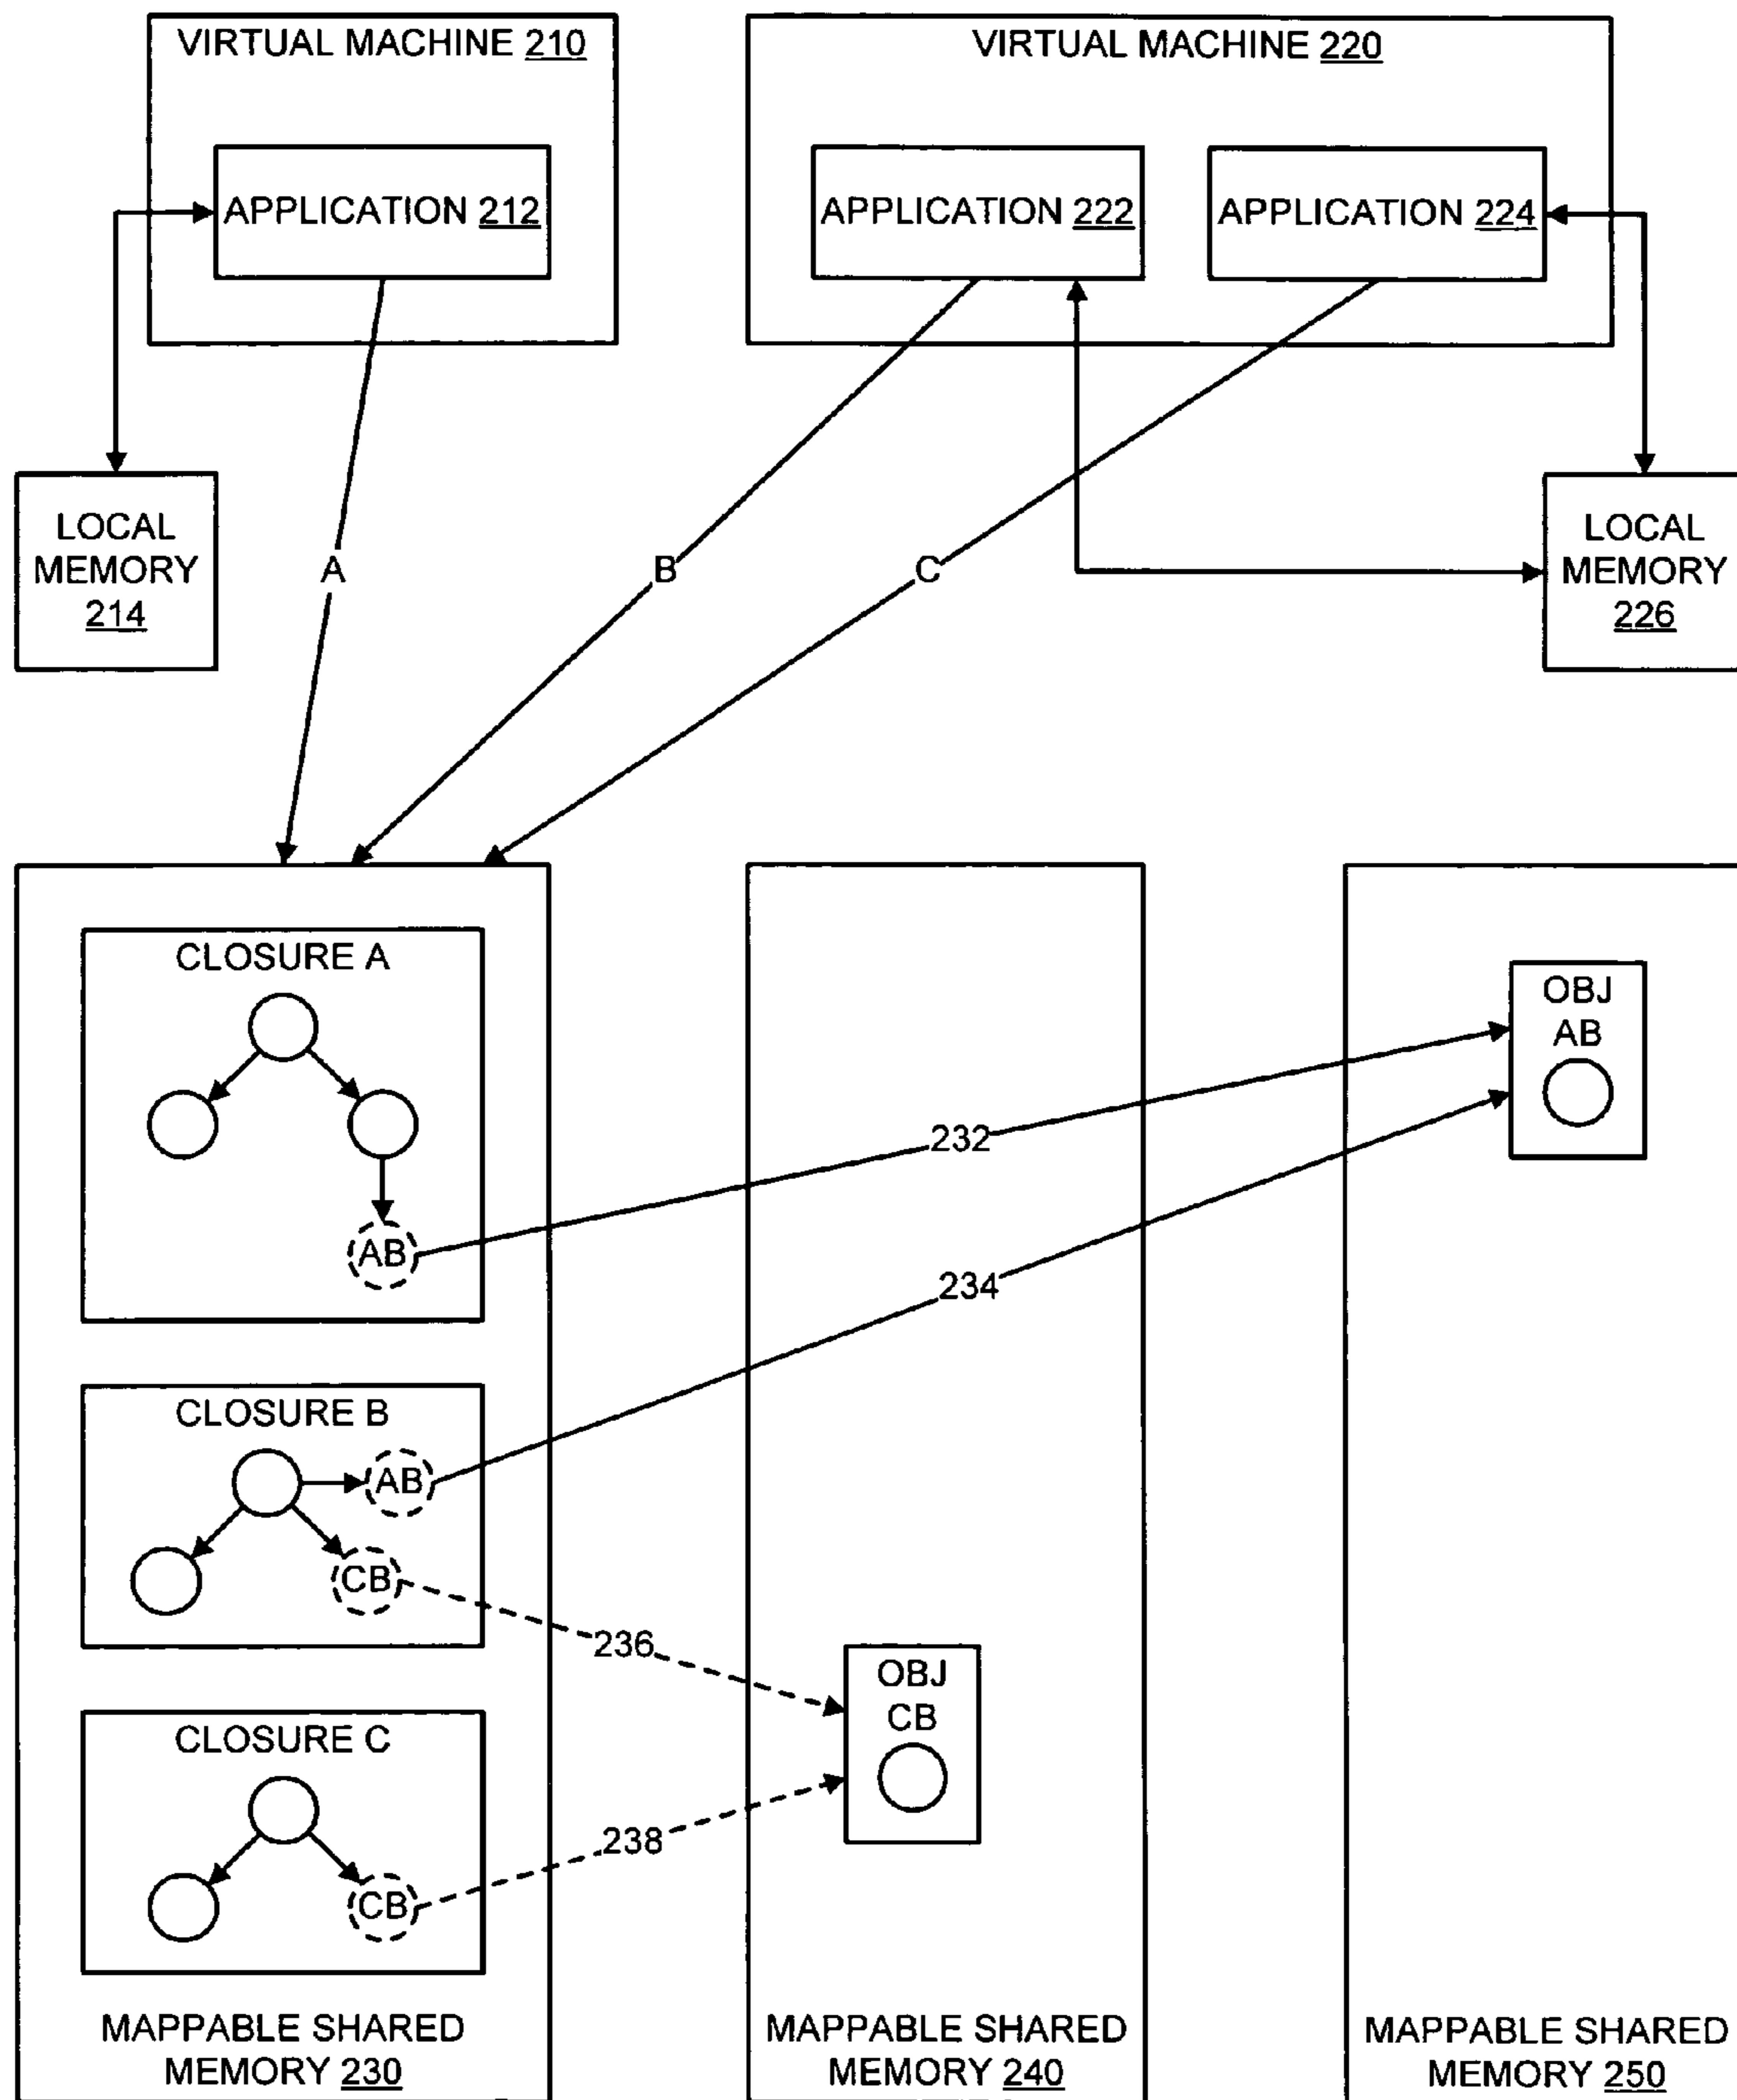 VIRTUAL MACHINE 210
VIRTUAL MACHINE 220
APPLICATION 212
APPLICATION 222
APPLICATION 224
LOCAL
MEMORY
214
A
B
C
LOCAL
MEMORY
226
CLOSURE A
AB
232
OBJ
AB
234
CLOSURE B
AB
CB
236
OBJ
CB
CLOSURE C
CB
238
MAPPABLE SHARED
MEMORY 230
MAPPABLE SHARED
MEMORY 240
MAPPABLE SHARED
MEMORY 250